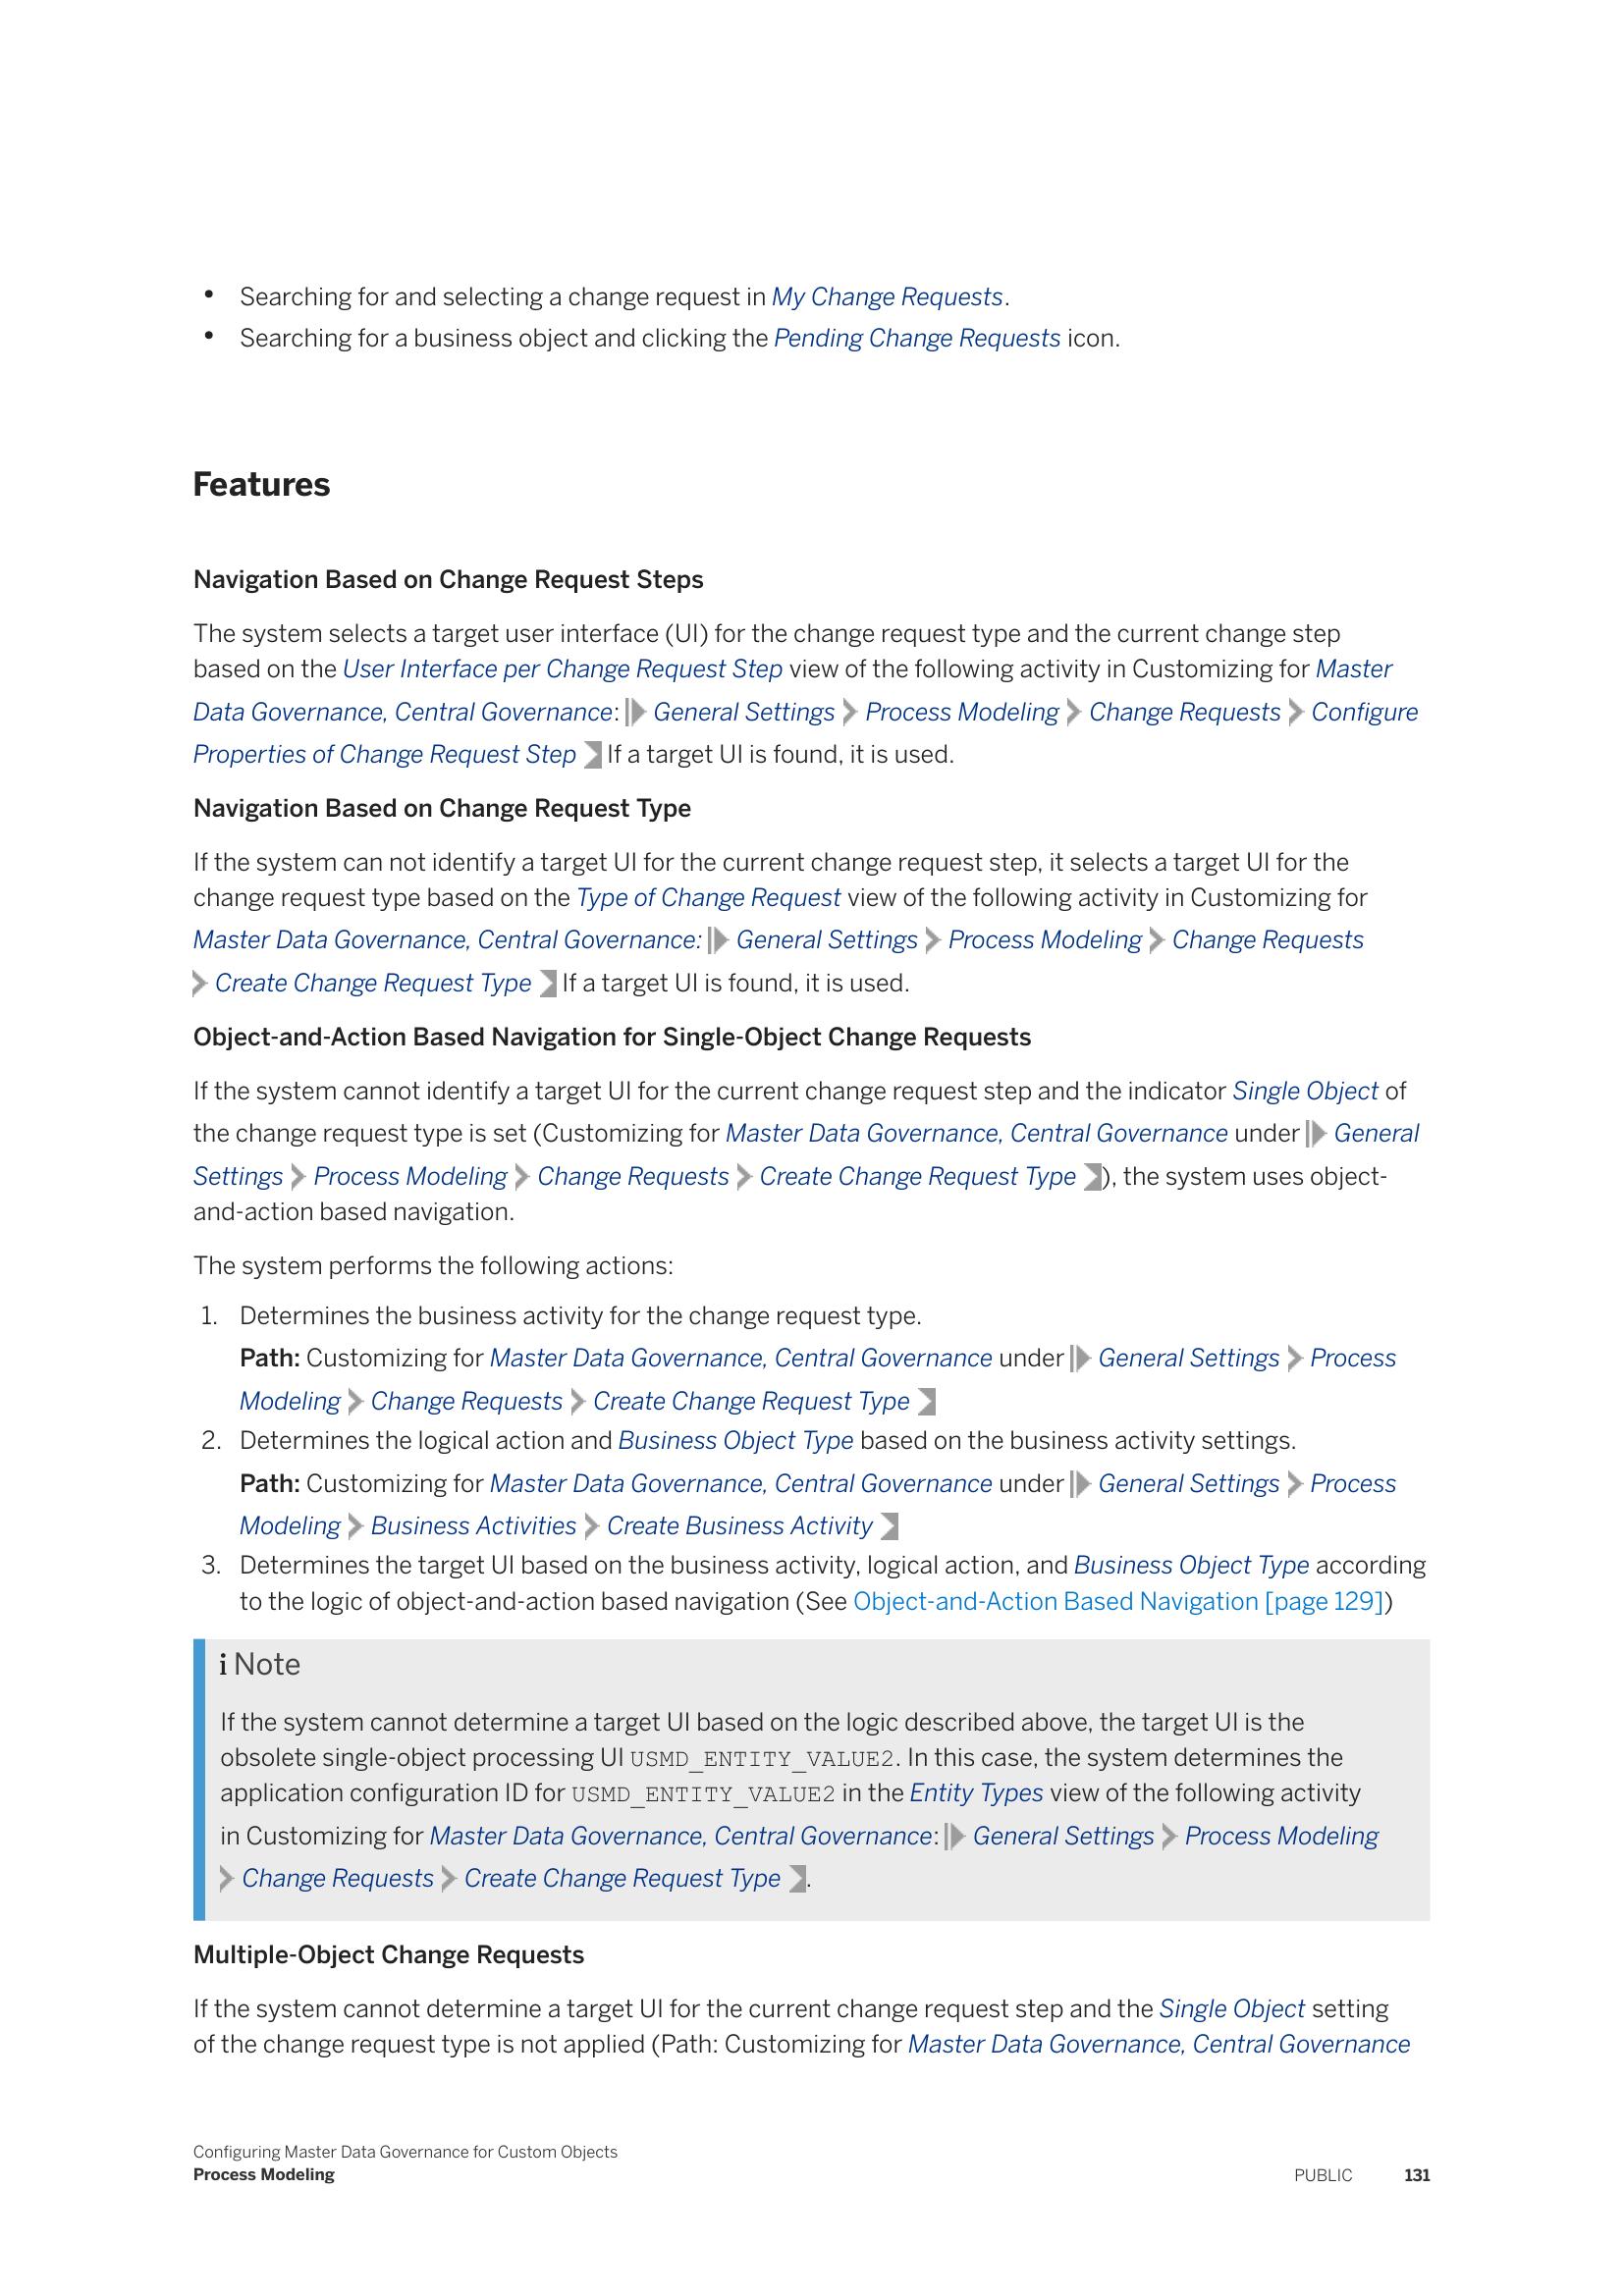 • Searching for and selecting a change request in My Change Requests.
• Searching for a business object and clicking the Pending Change Requests icon.
Features
Navigation Based on Change Request Steps
The system selects a target user interface (UI) for the change request type and the current change step
based on the User Interface per Change Request Step view of the following activity in Customizing for Master
Data Governance, Central Governance: General Settings Process Modeling Change Requests Configure
Properties of Change Request Step If a target UI is found, it is used.
Navigation Based on Change Request Type
If the system can not identify a target UI for the current change request step, it selects a target UI for the
change request type based on the Type of Change Request view of the following activity in Customizing for
Master Data Governance, Central Governance: General Settings Process Modeling Change Requests
Create Change Request Type If a target UI is found, it is used.
Object-and-Action Based Navigation for Single-Object Change Requests
If the system cannot identify a target UI for the current change request step and the indicator Single Object of
the change request type is set (Customizing for Master Data Governance, Central Governance under General
Settings Process Modeling Change Requests Create Change Request Type ), the system uses object-
and-action based navigation.
The system performs the following actions:
1. Determines the business activity for the change request type.
Path: Customizing for Master Data Governance, Central Governance under General Settings Process
Modeling Change Requests Create Change Request Type
2. Determines the logical action and Business Object Type based on the business activity settings.
Path: Customizing for Master Data Governance, Central Governance under General Settings Process
Modeling Business Activities Create Business Activity
3. Determines the target UI based on the business activity, logical action, and Business Object Type according
to the logic of object-and-action based navigation (See Object-and-Action Based Navigation [page 129])
i Note
If the system cannot determine a target UI based on the logic described above, the target UI is the
obsolete single-object processing UI USMD_ENTITY_VALUE2. In this case, the system determines the
application configuration ID for USMD_ENTITY_VALUE2 in the Entity Types view of the following activity
in Customizing for Master Data Governance, Central Governance: General Settings Process Modeling
Change Requests Create Change Request Type .
Multiple-Object Change Requests
If the system cannot determine a target UI for the current change request step and the Single Object setting
of the change request type is not applied (Path: Customizing for Master Data Governance, Central Governance
Configuring Master Data Governance for Custom Objects
Process Modeling
PUBLIC 131